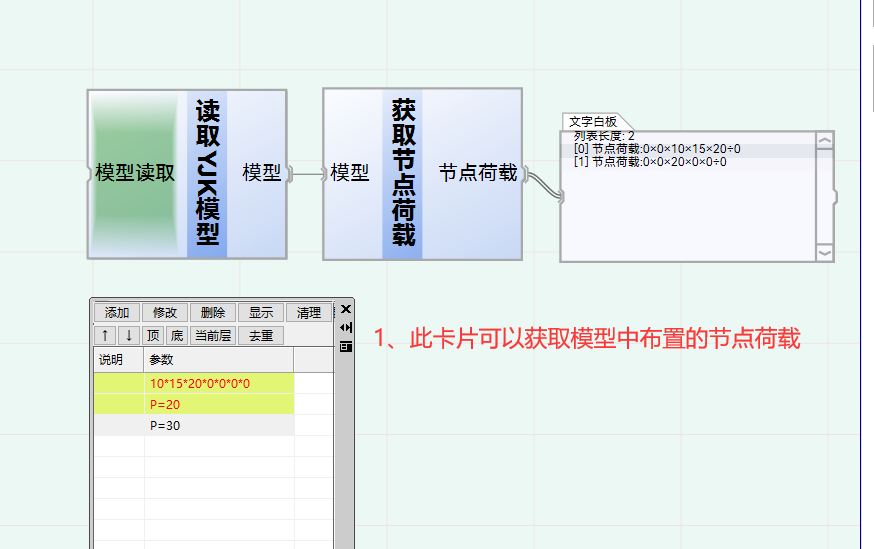 模型读取
读取YJK模型
模型
模型
获取节点荷载
节点荷载
文字白板
列表长度: 2
[0] 节点荷载:0×0×10×15×20÷0
[1] 节点荷载:0×0×20×0×0÷0
添加 修改 删除 显示 清理
↑ ↓ 顶 底 当前层 去重
说明 参数
10*15*20*0*0*0*0
P=20
P=30
1、此卡片可以获取模型中布置的节点荷载